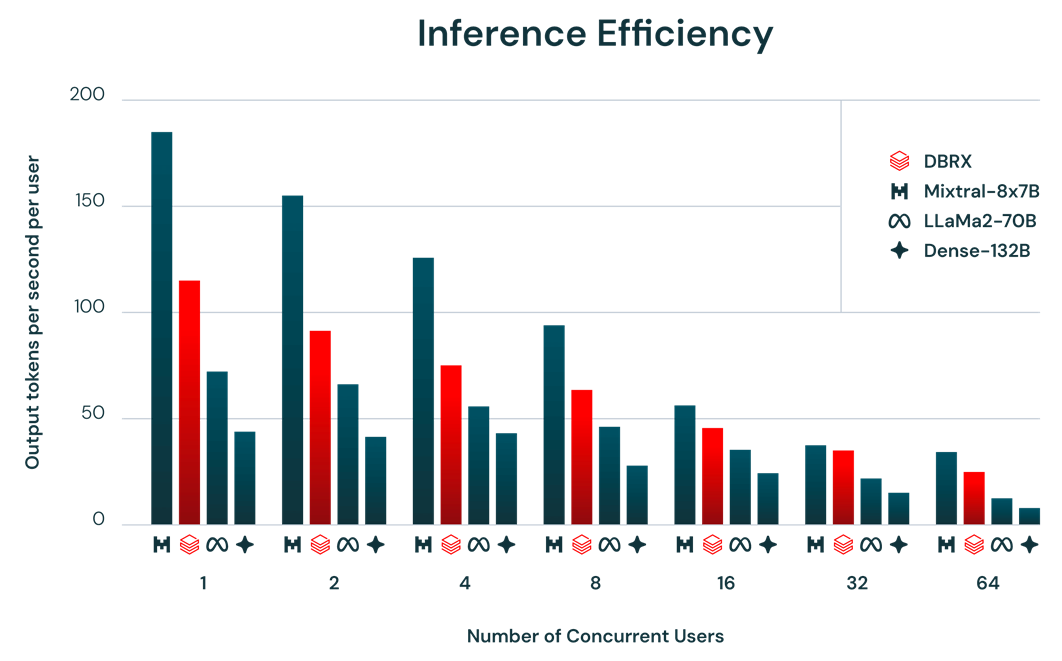 Inference Efficiency
Output tokens per second per user
200
150
100
50
0
DBRX
Mixtral-8x7B
LLaMa2-70B
Dense-132B
1 2 4 8 16 32 64
Number of Concurrent Users